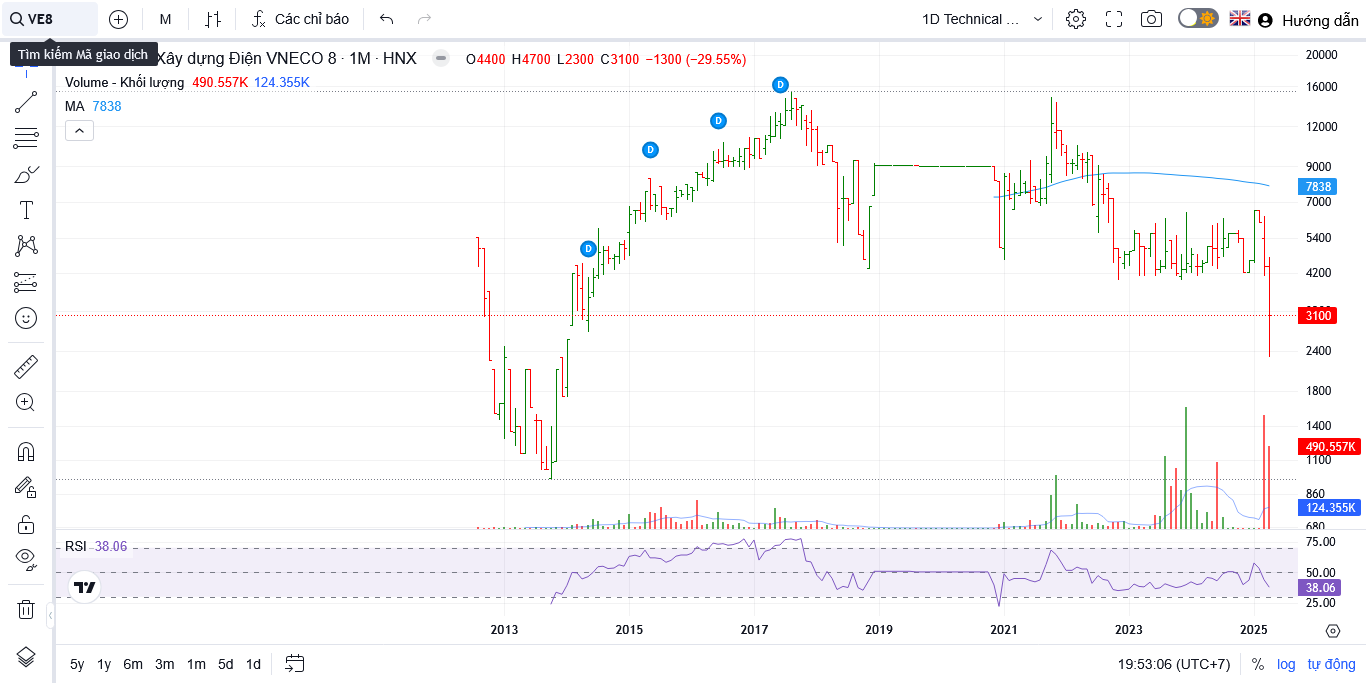 VE8 M Các chỉ báo 1D Technical ... Hướng dẫn
Tìm kiếm Mã giao dịch
Xây dựng Điện VNECO 8 · 1M · HNX O4400 H4700 L2300 C3100 −1300 (−29.55%)
Volume - Khối lượng 490.557K 124.355K
MA 7838
D
D
D
D
20000
16000
12000
9000
7838
7000
5400
4200
3100
2400
1800
1400
490.557K
1100
860
124.355K
680
RSI 38.06
75.00
50.00
38.06
25.00
2013 2015 2017 2019 2021 2023 2025
5y 1y 6m 3m 1m 5d 1d 19:53:06 (UTC+7) % log tự động